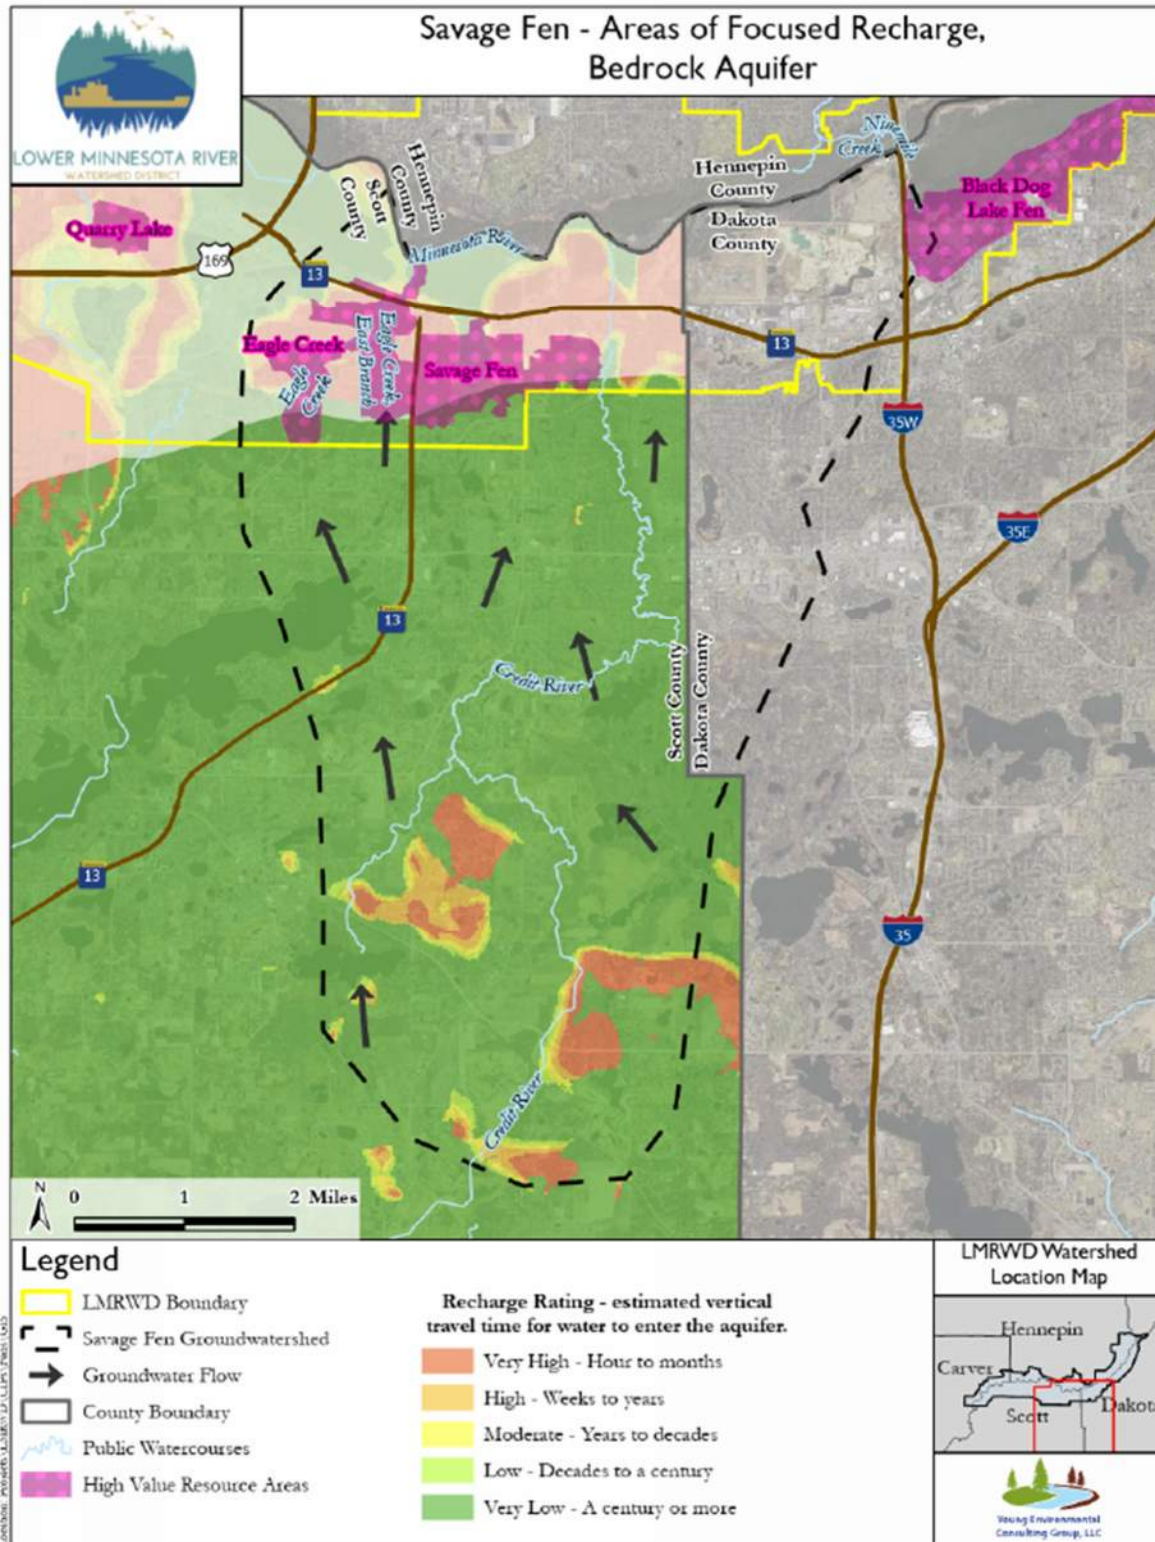 Savage Fen - Areas of Focused Recharge,
Bedrock Aquifer
LOWER MINNESOTA RIVER
WATERSHED DISTRICT
Quarry Lake
169
13
Scott
County
Hennepin
County
Minnesota River
Hennepin
County
Dakota
County
Ninemile
Creek
Black Dog
Lake Fen
Eagle Creek
Eagle
Creek
Eagle Creek,
East Branch
Savage Fen
13
35W
35E
13
Credit River
Scott County
Dakota County
13
35
Credit River
N
0 1 2 Miles
Legend
LMRWD Boundary
Savage Fen Groundwatershed
Groundwater Flow
County Boundary
Public Watercourses
High Value Resource Areas
Recharge Rating - estimated vertical
travel time for water to enter the aquifer.
Very High - Hour to months
High - Weeks to years
Moderate - Years to decades
Low - Decades to a century
Very Low - A century or more
LMRWD Watershed
Location Map
Hennepin
Carver
Scott
Dakota
Young Environmental
Consulting Group, LLC